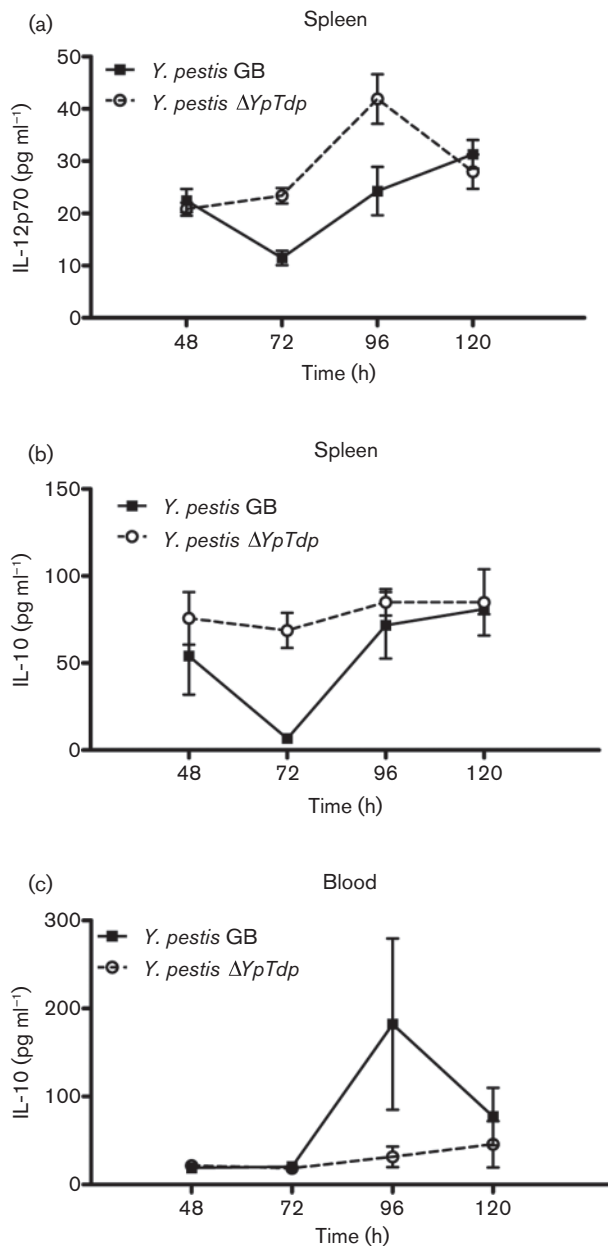 (a)
Spleen
50
40
30
20
10
0
IL-12p70 (pg ml⁻¹)
Y. pestis GB
Y. pestis ΔYpTdp
48 72 96 120
Time (h)
(b)
Spleen
150
100
50
0
IL-10 (pg ml⁻¹)
Y. pestis GB
Y. pestis ΔYpTdp
48 72 96 120
Time (h)
(c)
Blood
300
200
100
0
IL-10 (pg ml⁻¹)
Y. pestis GB
Y. pestis ΔYpTdp
48 72 96 120
Time (h)